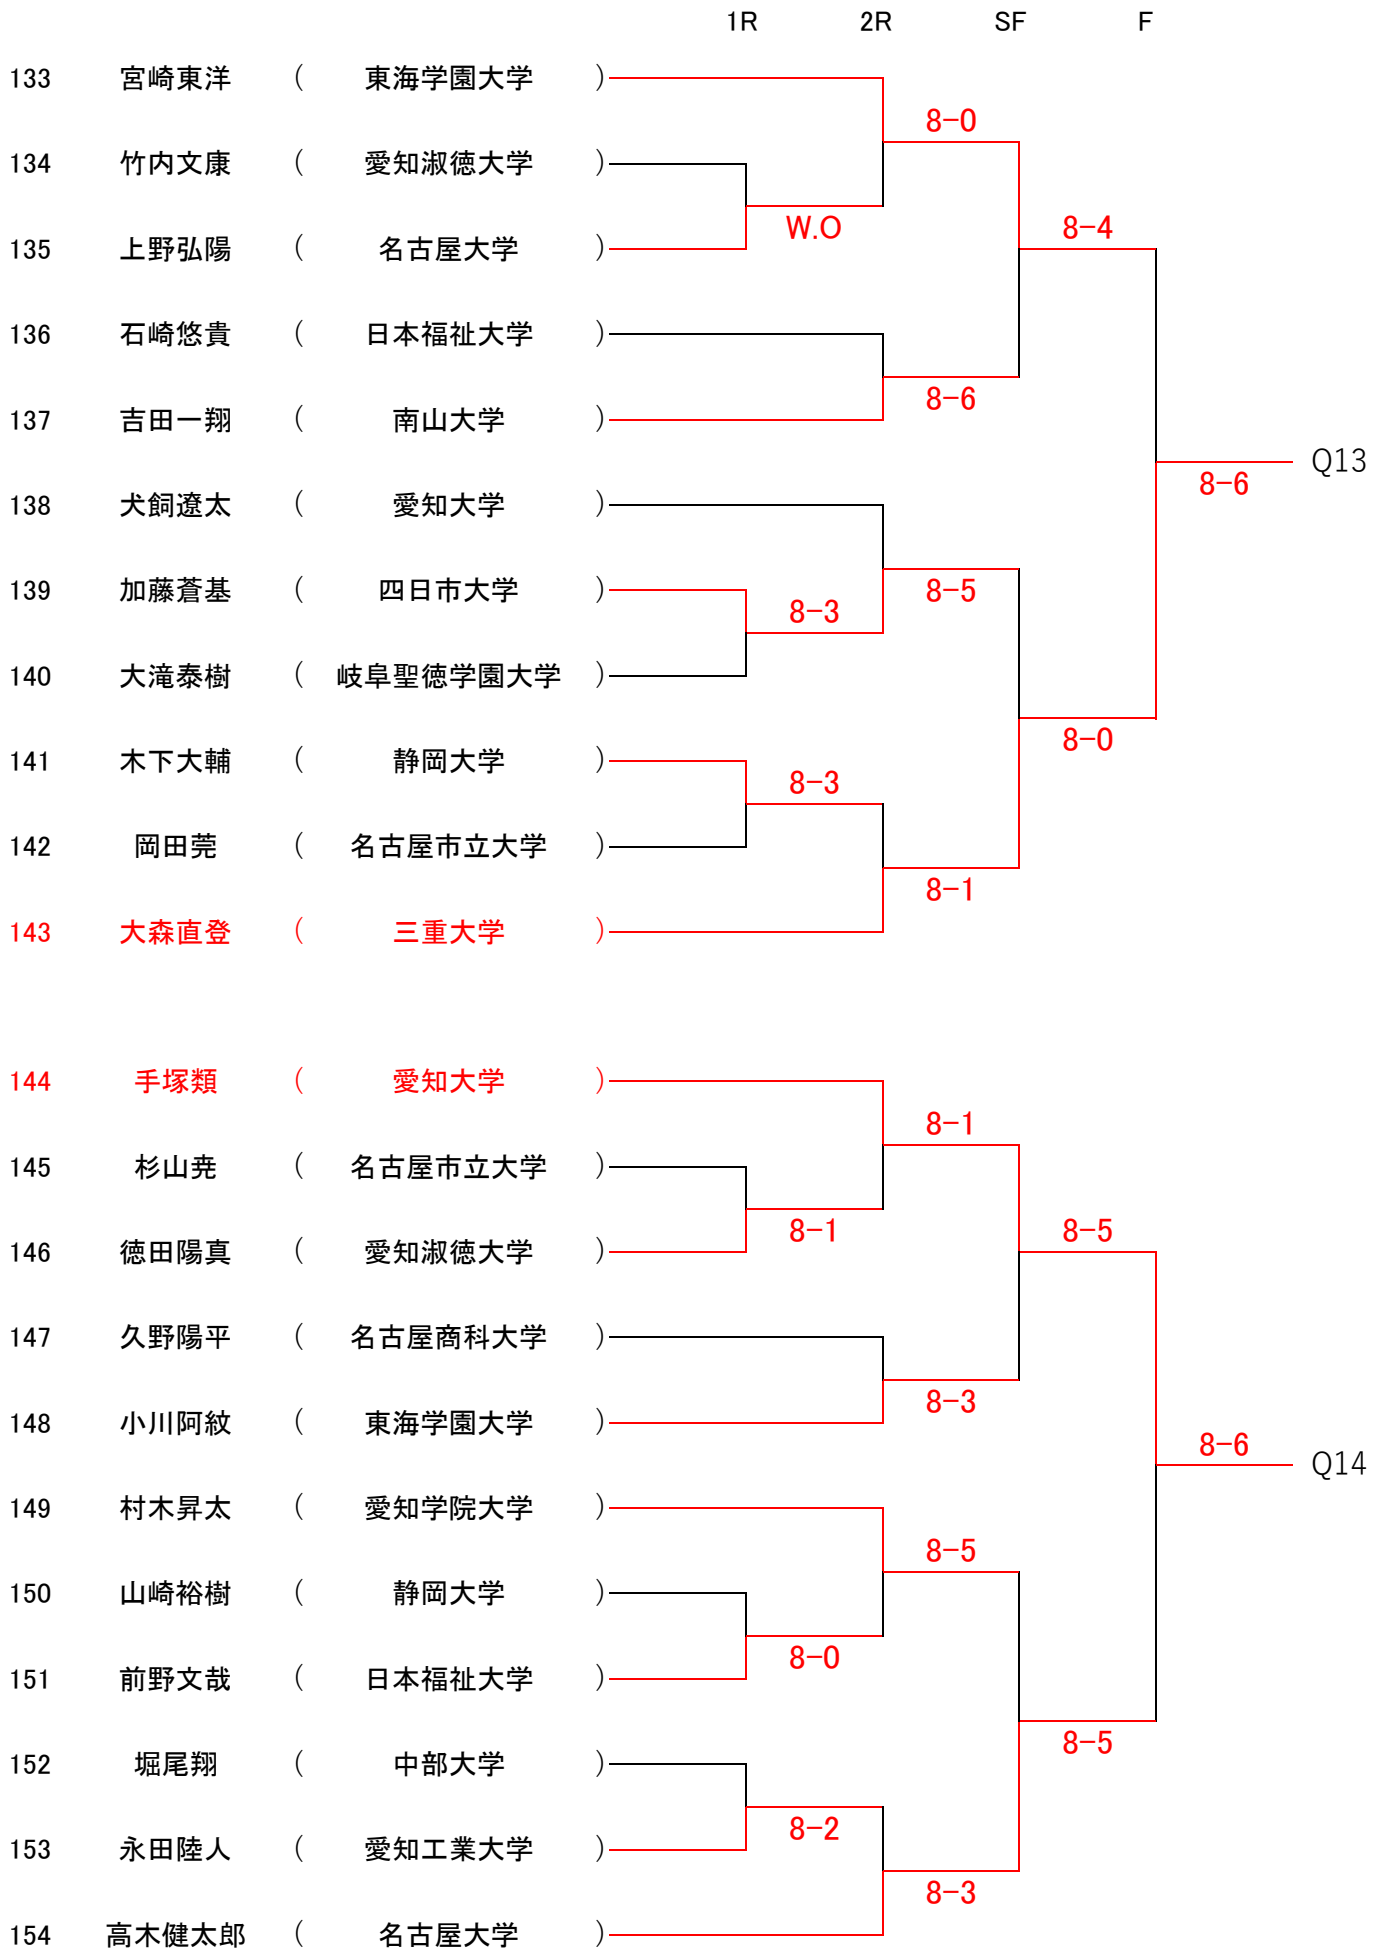 1R 2R SF F
133 宮崎東洋 ( 東海学園大学 )
8-0
134 竹内文康 ( 愛知淑徳大学 )
W.O 8-4
135 上野弘陽 ( 名古屋大学 )
136 石崎悠貴 ( 日本福祉大学 )
8-6
137 吉田一翔 ( 南山大学 )
Q13
8-6
138 犬飼遼太 ( 愛知大学 )
139 加藤蒼基 ( 四日市大学 ) 8-5
8-3
140 大滝泰樹 ( 岐阜聖徳学園大学 )
8-0
141 木下大輔 ( 静岡大学 )
8-3
142 岡田莞 ( 名古屋市立大学 )
8-1
143 大森直登 ( 三重大学 )
144 手塚類 ( 愛知大学 )
8-1
145 杉山尭 ( 名古屋市立大学 )
8-1 8-5
146 徳田陽真 ( 愛知淑徳大学 )
147 久野陽平 ( 名古屋商科大学 )
8-3
148 小川阿紋 ( 東海学園大学 )
8-6
Q14
149 村木昇太 ( 愛知学院大学 )
8-5
150 山崎裕樹 ( 静岡大学 )
8-0
151 前野文哉 ( 日本福祉大学 )
8-5
152 堀尾翔 ( 中部大学 )
8-2
153 永田陸人 ( 愛知工業大学 )
8-3
154 高木健太郎 ( 名古屋大学 )